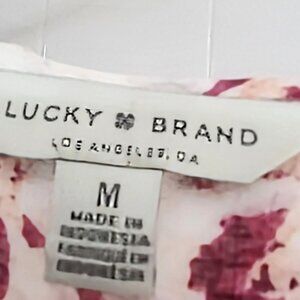 LUCKY BRAND
LOS ANGELES, CA
M
MADE IN
INDONESIA